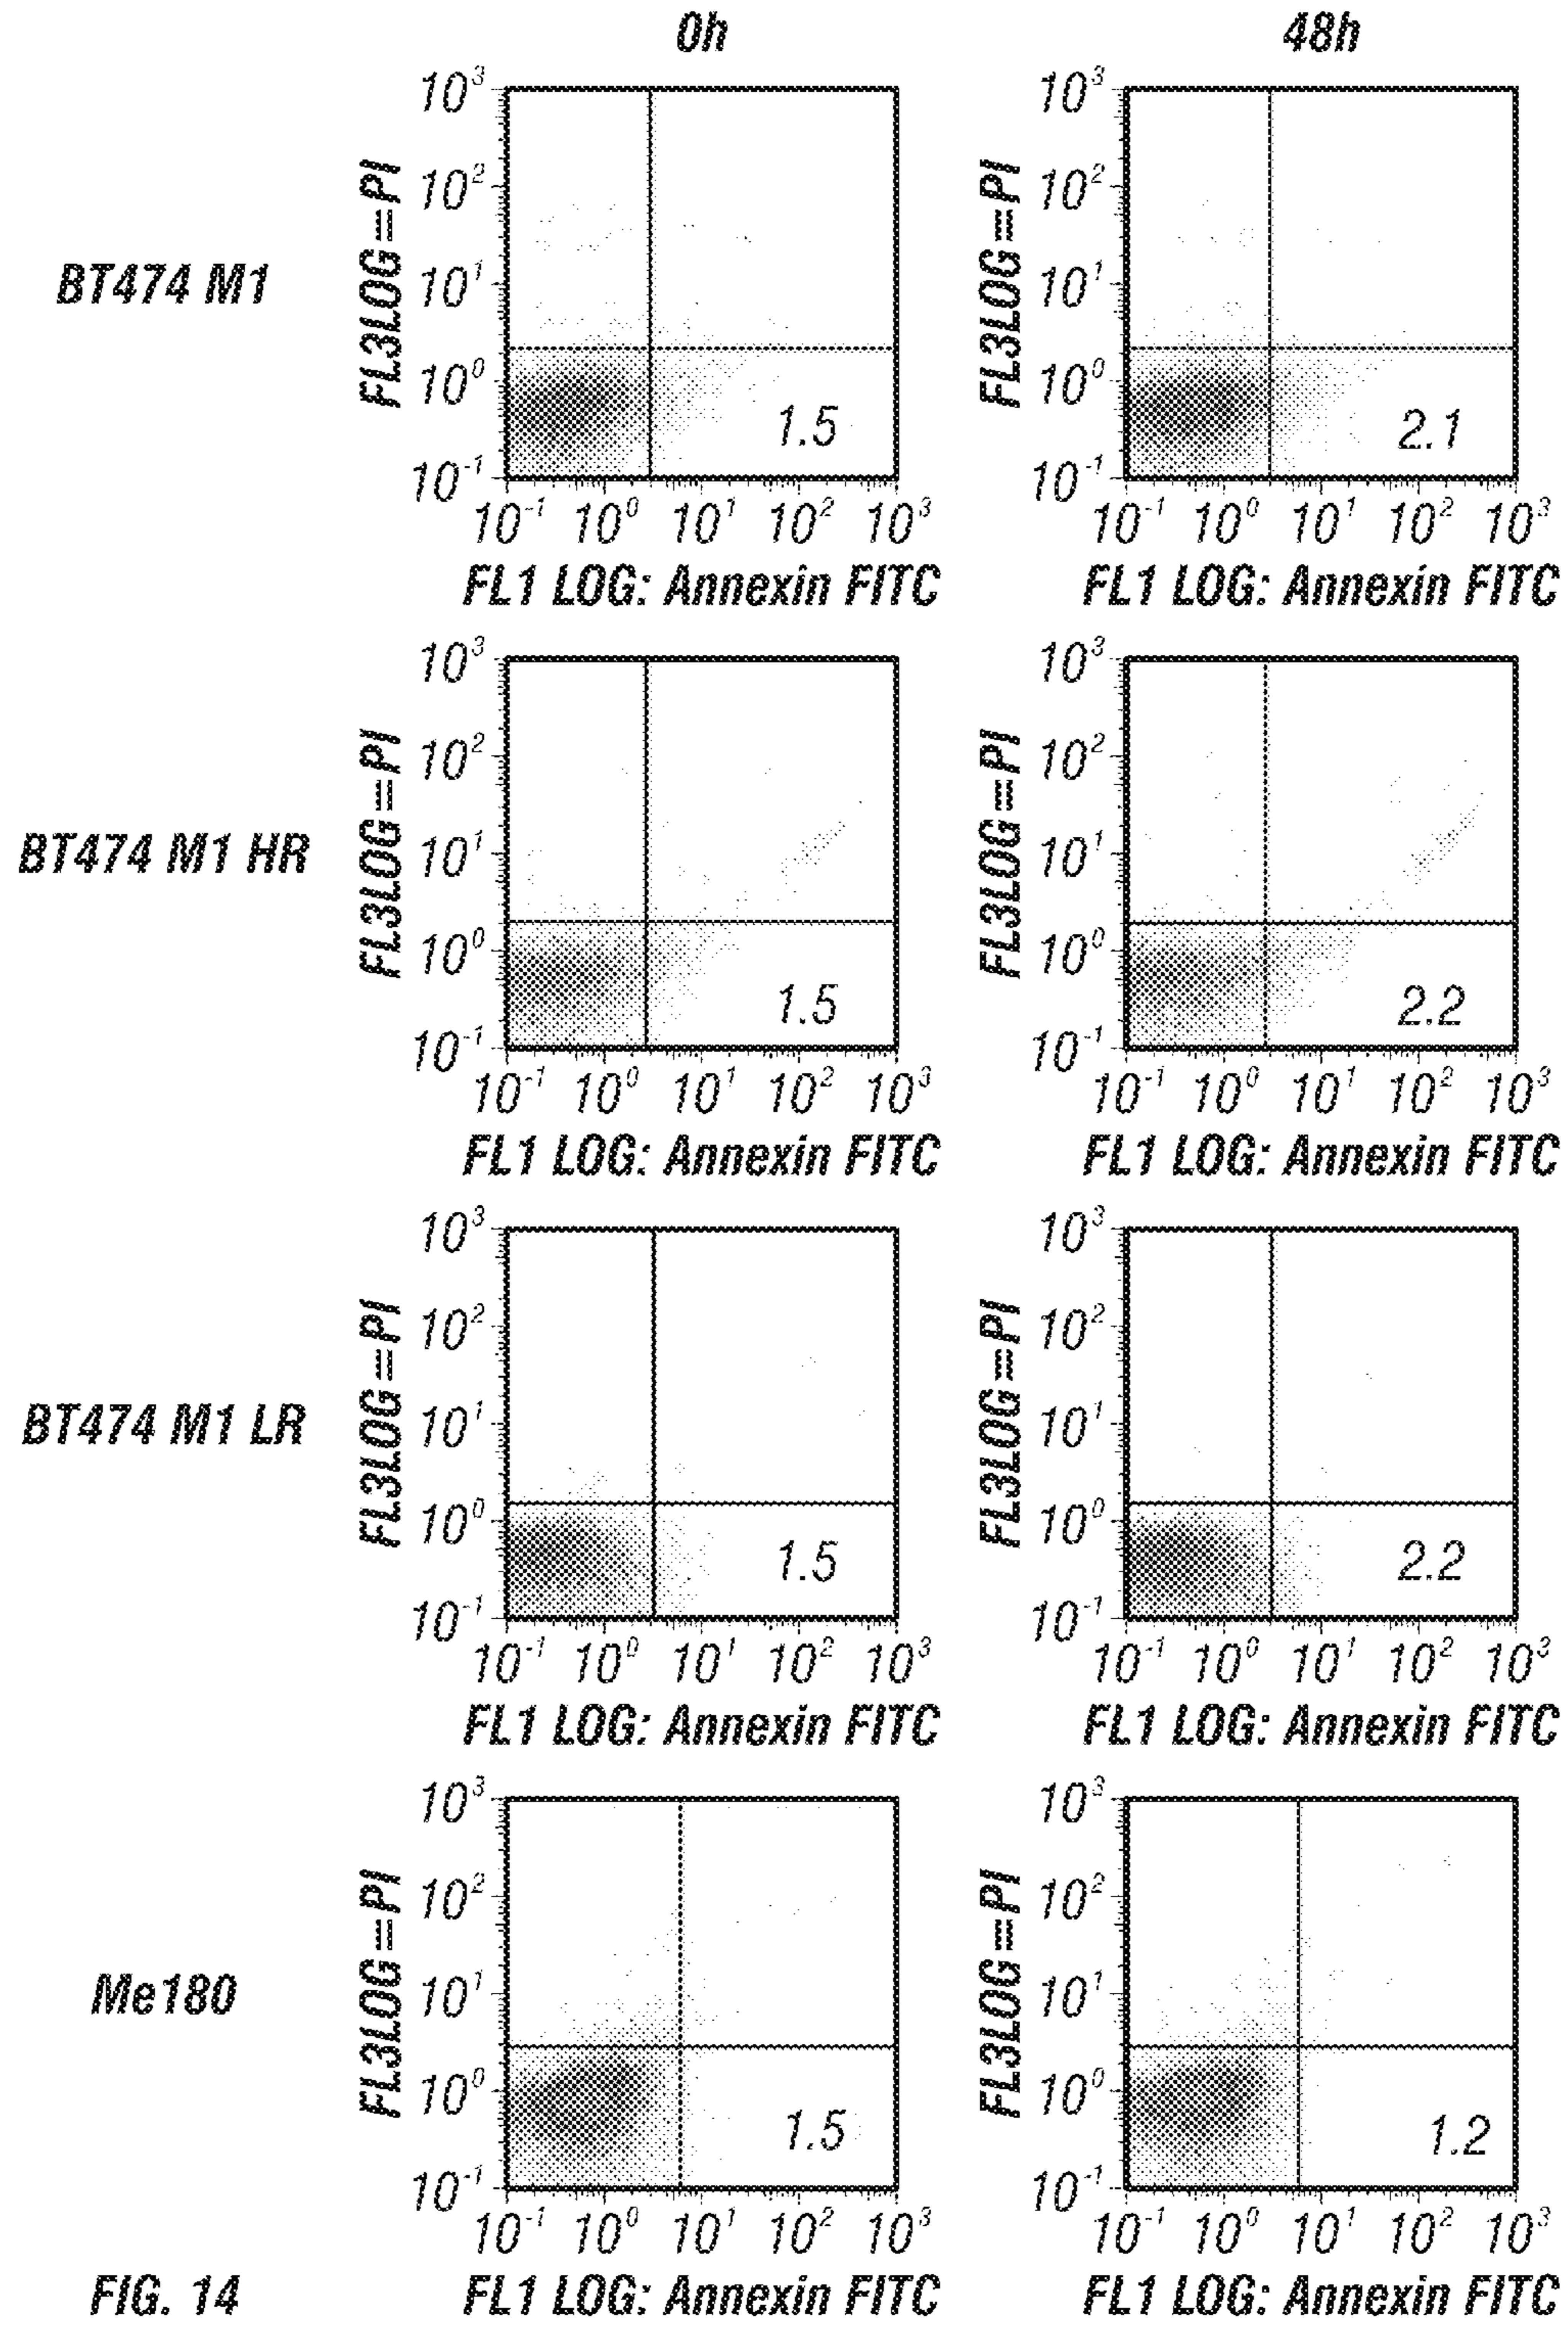 0h 48h
10³ 10³
10² 10²
BT474 M1 FL3LOG=PI 10¹ FL3LOG=PI 10¹
10⁰ 1.5 10⁰ 2.1
10⁻¹ 10⁻¹
10⁻¹ 10⁰ 10¹ 10² 10³ 10⁻¹ 10⁰ 10¹ 10² 10³
FL1 LOG: Annexin FITC FL1 LOG: Annexin FITC
10³ 10³
10² 10²
BT474 M1 HR FL3LOG=PI 10¹ FL3LOG=PI 10¹
10⁰ 1.5 10⁰ 2.2
10⁻¹ 10⁻¹
10⁻¹ 10⁰ 10¹ 10² 10³ 10⁻¹ 10⁰ 10¹ 10² 10³
FL1 LOG: Annexin FITC FL1 LOG: Annexin FITC
10³ 10³
10² 10²
BT474 M1 LR FL3LOG=PI 10¹ FL3LOG=PI 10¹
10⁰ 1.5 10⁰ 2.2
10⁻¹ 10⁻¹
10⁻¹ 10⁰ 10¹ 10² 10³ 10⁻¹ 10⁰ 10¹ 10² 10³
FL1 LOG: Annexin FITC FL1 LOG: Annexin FITC
10³ 10³
10² 10²
Me180 FL3LOG=PI 10¹ FL3LOG=PI 10¹
10⁰ 1.5 10⁰ 1.2
10⁻¹ 10⁻¹
10⁻¹ 10⁰ 10¹ 10² 10³ 10⁻¹ 10⁰ 10¹ 10² 10³
FIG. 14 FL1 LOG: Annexin FITC FL1 LOG: Annexin FITC